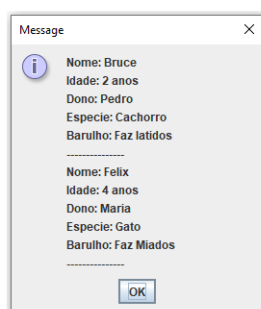 Message
Nome: Bruce
Idade: 2 anos
Dono: Pedro
Especie: Cachorro
Barulho: Faz latidos
---------------
Nome: Felix
Idade: 4 anos
Dono: Maria
Especie: Gato
Barulho: Faz Miados
---------------
OK